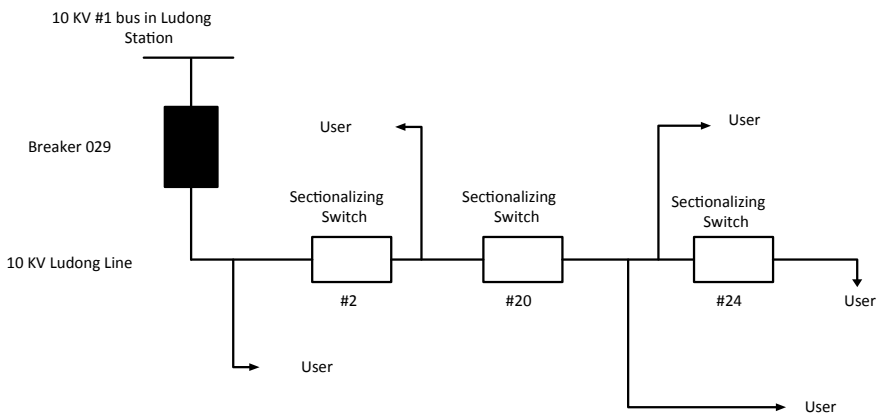 10 KV #1 bus in Ludong
Station
User
User
Breaker 029
Sectionalizing
Switch
Sectionalizing
Switch
Sectionalizing
Switch
10 KV Ludong Line
#2
#20
#24
User
User
User